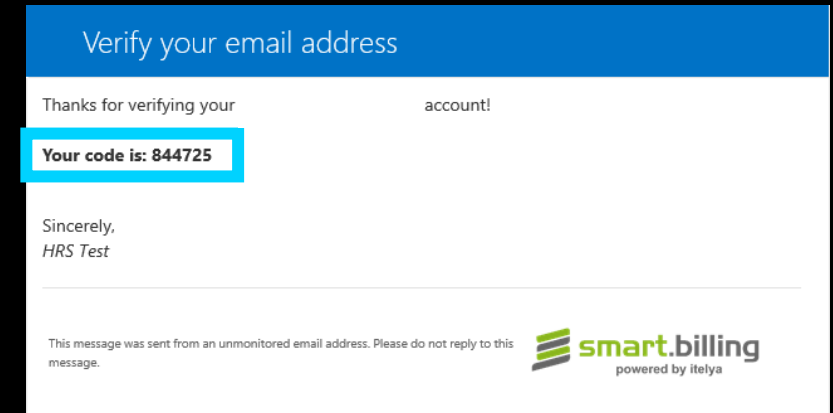 Verify your email address
Thanks for verifying your account!
Your code is: 844725
Sincerely,
HRS Test
This message was sent from an unmonitored email address. Please do not reply to this
message.
smart.billing
powered by itelya